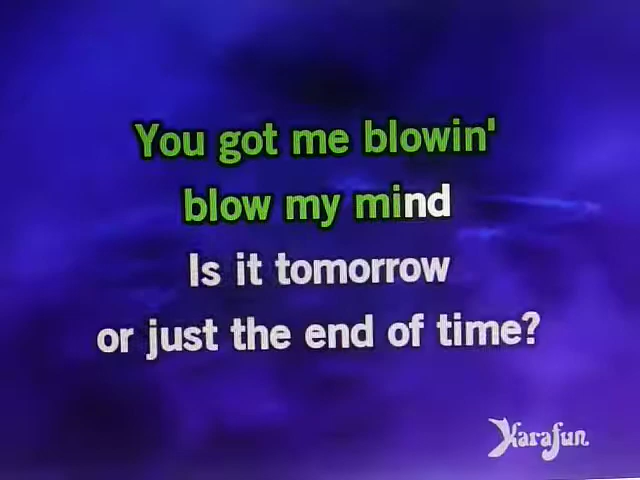 You got me blowin'
blow my mind
Is it tomorrow
or just the end of time?
Karafun